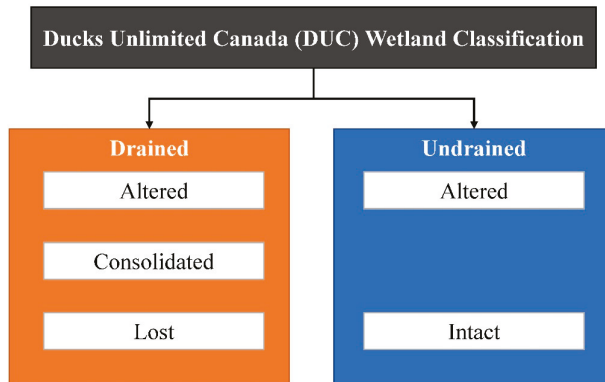 Ducks Unlimited Canada (DUC) Wetland Classification
Drained
Altered
Consolidated
Lost
Undrained
Altered
Intact